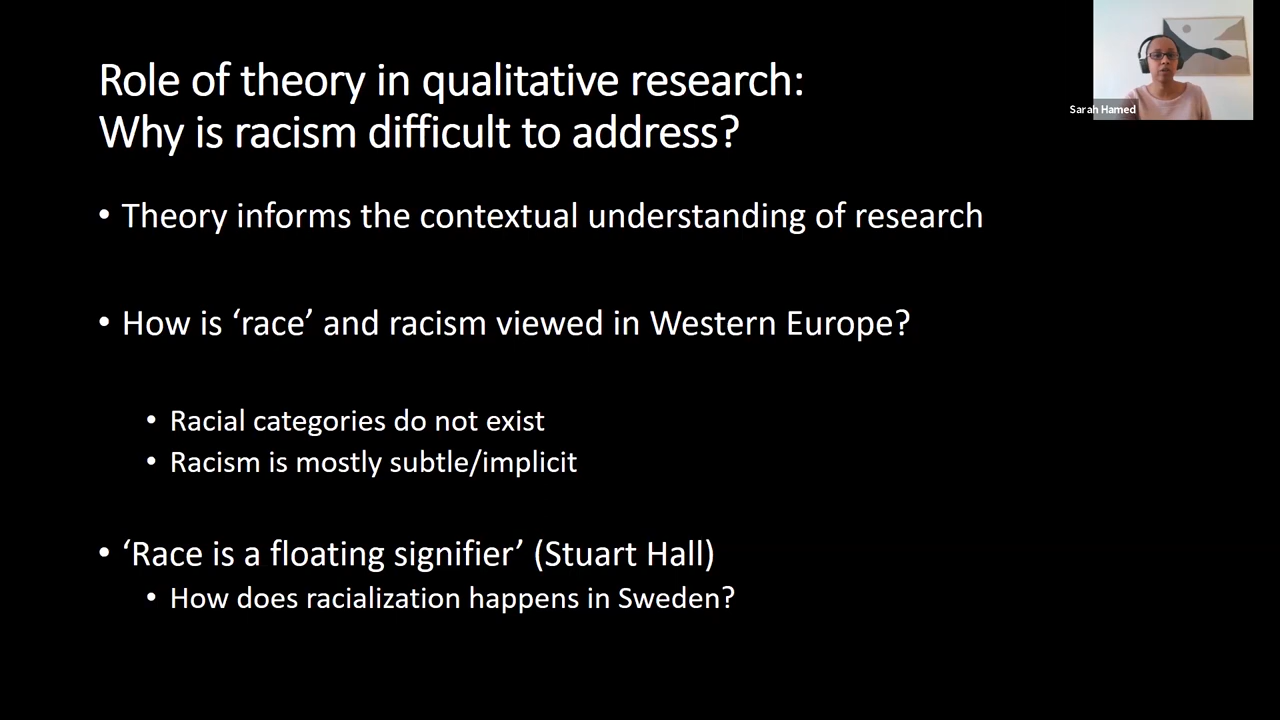 Role of theory in qualitative research:
Why is racism difficult to address?
Sarah Hamed
• Theory informs the contextual understanding of research
• How is ‘race’ and racism viewed in Western Europe?
• Racial categories do not exist
• Racism is mostly subtle/implicit
• ‘Race is a floating signifier’ (Stuart Hall)
• How does racialization happens in Sweden?